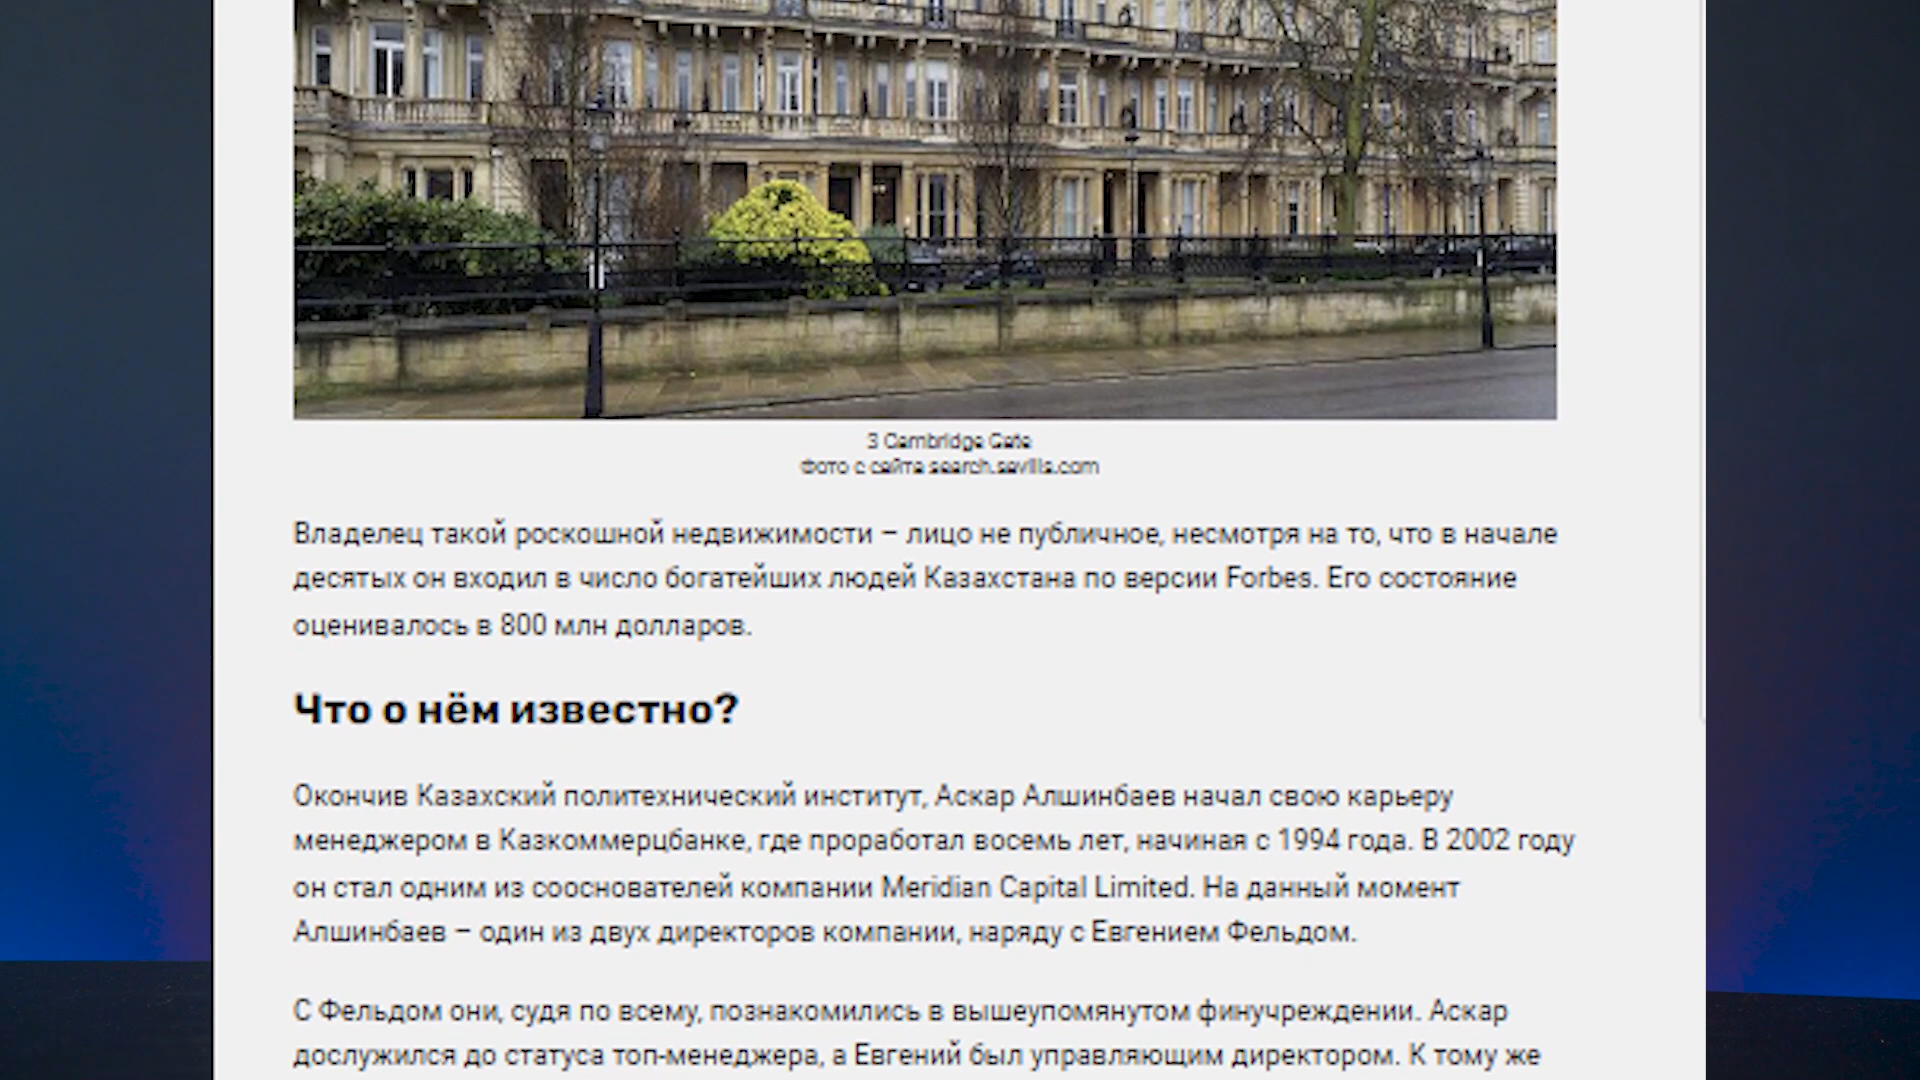 3 Cambridge Gate
Фото с сайта search.savills.com
Владелец такой роскошной недвижимости – лицо не публичное, несмотря на то, что в начале
десятых он входил в число богатейших людей Казахстана по версии Forbes. Его состояние
оценивалось в 800 млн долларов.
Что о нём известно?
Окончив Казахский политехнический институт, Аскар Алшинбаев начал свою карьеру
менеджером в Казкоммерцбанке, где проработал восемь лет, начиная с 1994 года. В 2002 году
он стал одним из сооснователей компании Meridian Capital Limited. На данный момент
Алшинбаев – один из двух директоров компании, наряду с Евгением Фельдом.
С Фельдом они, судя по всему, познакомились в вышеупомянутом финучреждении. Аскар
дослужился до статуса топ-менеджера, а Евгений был управляющим директором. К тому же